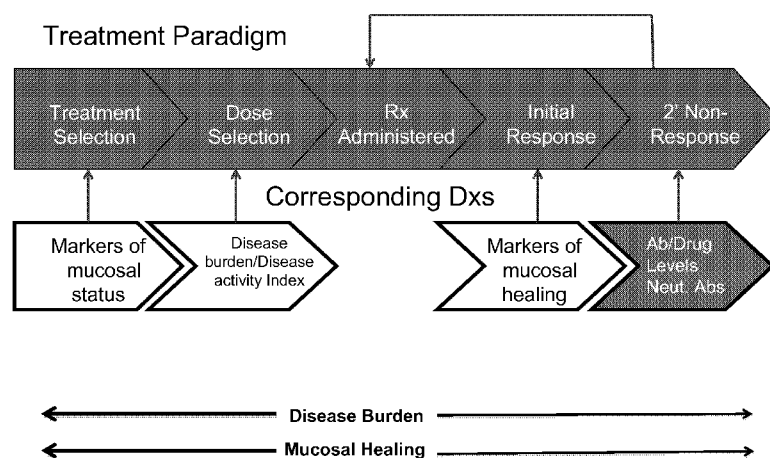 Treatment Paradigm
Treatment
Selection
Dose
Selection
Rx
Administered
Initial
Response
2' Non-
Response
Corresponding Dxs
Markers of
mucosal
status
Disease
burden/Disease
activity Index
Markers of
mucosal
healing
Ab/Drug
Levels
Neut Abs
Disease Burden
Mucosal Healing